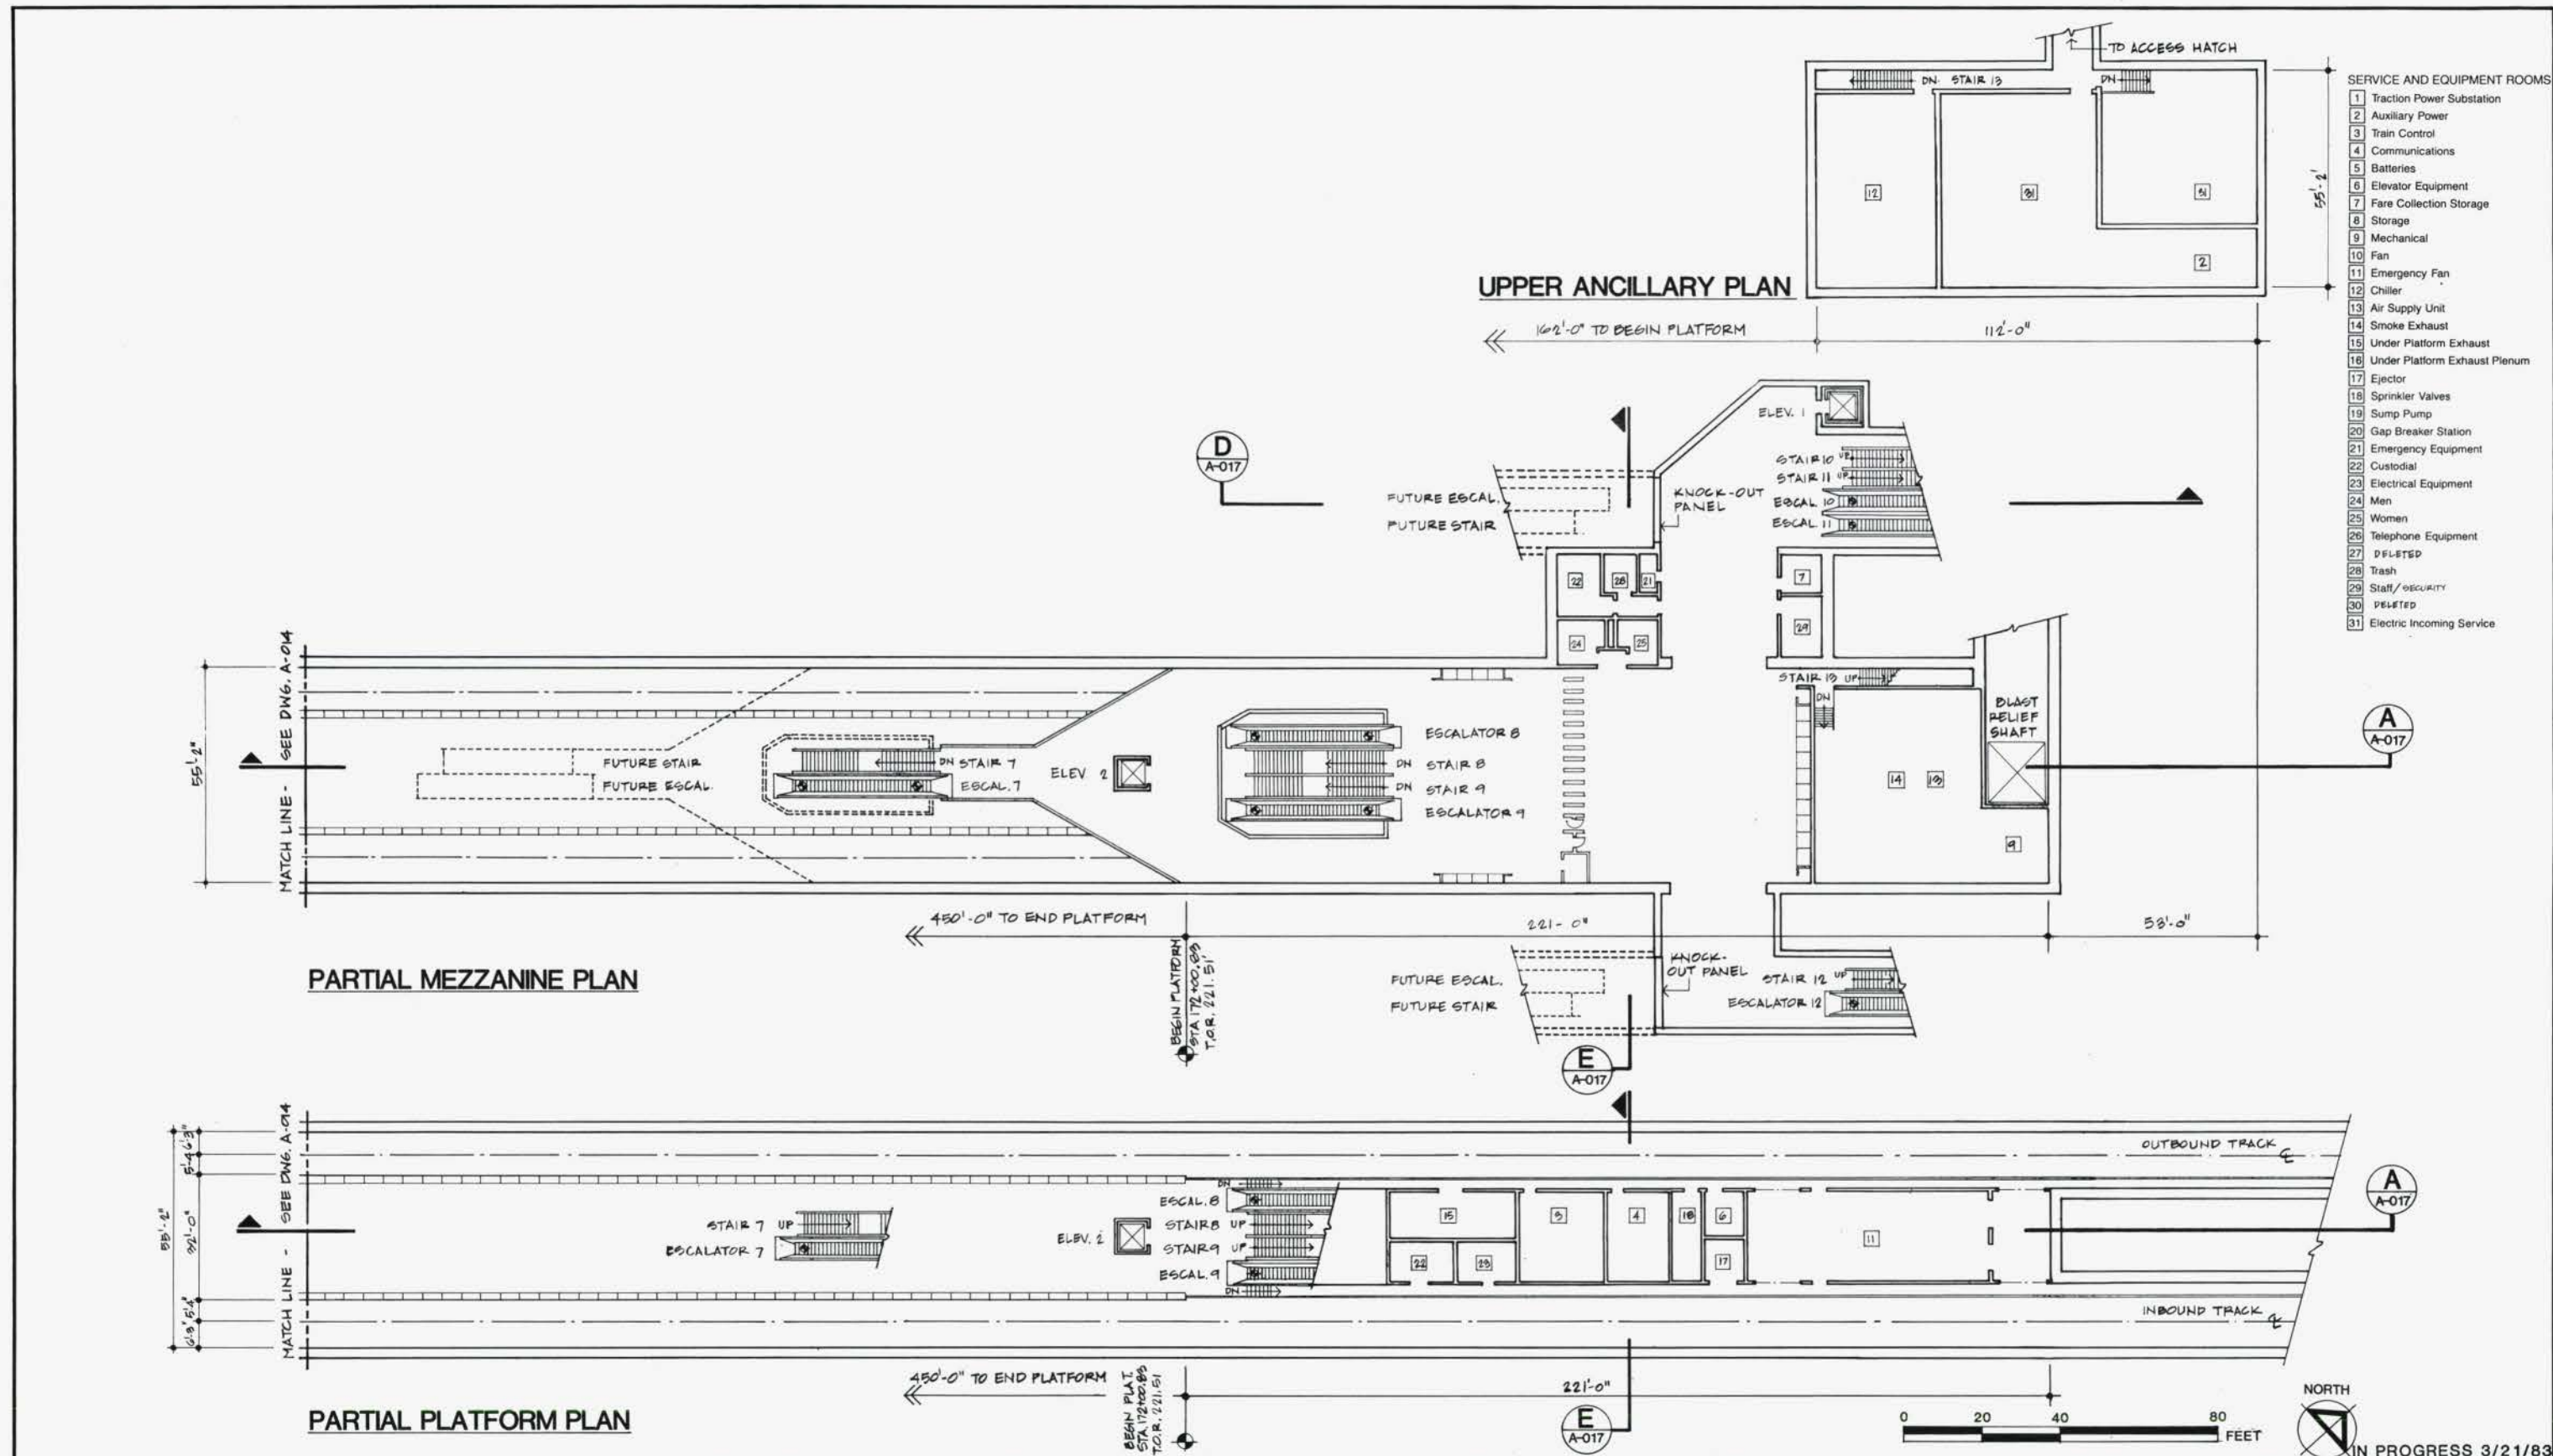 TO ACCESS HATCH
DN. STAIR 13
DN
12
31
31
2
55'-2"
UPPER ANCILLARY PLAN
162'-0" TO BEGIN PLATFORM
112'-0"
SERVICE AND EQUIPMENT ROOMS
1 Traction Power Substation
2 Auxiliary Power
3 Train Control
4 Communications
5 Batteries
6 Elevator Equipment
7 Fare Collection Storage
8 Storage
9 Mechanical
10 Fan
11 Emergency Fan
12 Chiller
13 Air Supply Unit
14 Smoke Exhaust
15 Under Platform Exhaust
16 Under Platform Exhaust Plenum
17 Ejector
18 Sprinkler Valves
19 Sump Pump
20 Gap Breaker Station
21 Emergency Equipment
22 Custodial
23 Electrical Equipment
24 Men
25 Women
26 Telephone Equipment
27 DELETED
28 Trash
29 Staff/SECURITY
30 DELETED
31 Electric Incoming Service
D
A-017
ELEV. 1
STAIR 10 UP
STAIR 11 UP
ESCAL. 10
ESCAL. 11
FUTURE ESCAL.
FUTURE STAIR
KNOCK-OUT
PANEL
22
28
21
7
24
25
29
MATCH LINE - SEE DWG. A-014
55'-2"
FUTURE STAIR
FUTURE ESCAL.
DN STAIR 7
ESCAL. 7
ELEV. 2
ESCALATOR 8
DN STAIR 8
DN STAIR 9
ESCALATOR 9
STAIR 13 UP
DN
BLAST
RELIEF
SHAFT
14
13
9
A
A-017
450'-0" TO END PLATFORM
221-0"
53'-0"
BEGIN PLATFORM
STA 172+00.83
T.O.R. 221.51'
PARTIAL MEZZANINE PLAN
FUTURE ESCAL.
FUTURE STAIR
KNOCK-
OUT PANEL
STAIR 12 UP
ESCALATOR 12
E
A-017
MATCH LINE - SEE DWG. A-014
55'-2"
6'-3"
5'-4"
32'-0"
5'-4"
6'-3"
OUTBOUND TRACK
STAIR 7 UP
ESCALATOR 7
ELEV. 2
DN
ESCAL. 8
STAIR 8 UP
STAIR 9 UP
ESCAL. 9
DN
15
22
23
3
4
18
6
17
11
A
A-017
INBOUND TRACK
450'-0" TO END PLATFORM
BEGIN PLAT.
STA. 172+00.83
T.O.R. 221.51
221'-0"
E
A-017
PARTIAL PLATFORM PLAN
0 20 40 80
FEET
NORTH
IN PROGRESS 3/21/83